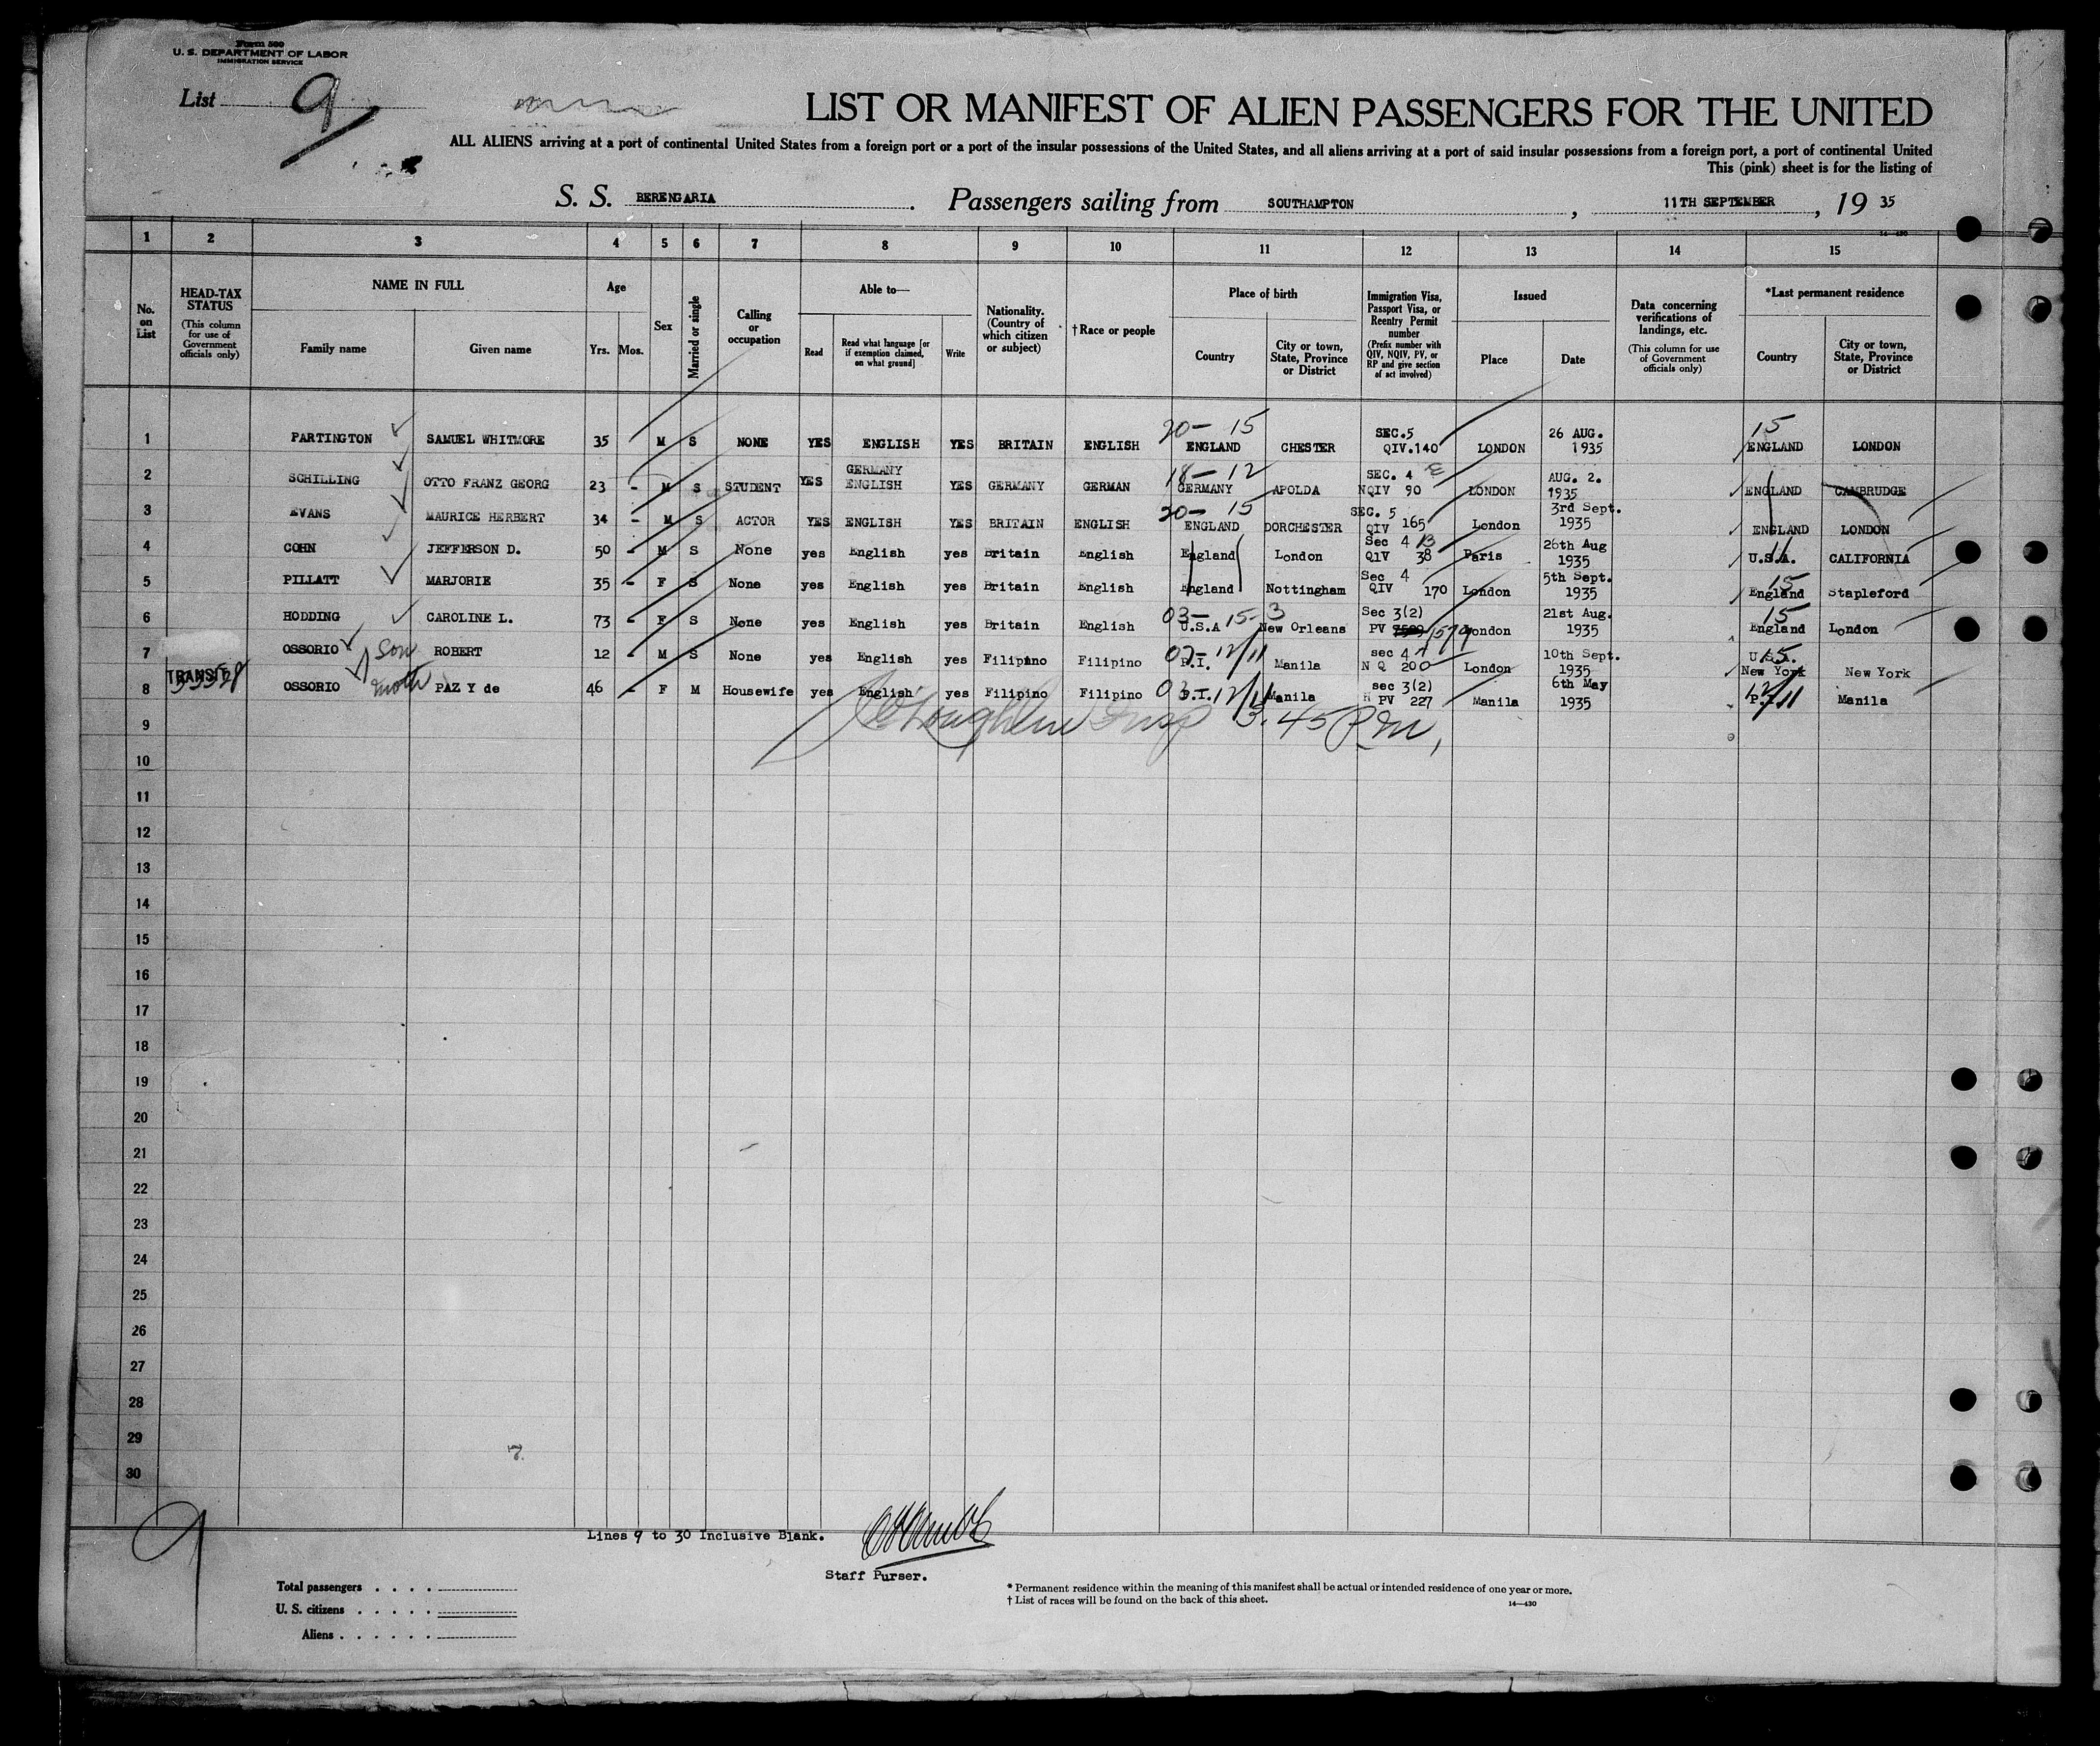 Form 500
U. S. DEPARTMENT OF LABOR
IMMIGRATION SERVICE
List 9
LIST OR MANIFEST OF ALIEN PASSENGERS FOR THE UNITED
ALL ALIENS arriving at a port of continental United States from a foreign port or a port of the insular possessions of the United States, and all aliens arriving at a port of said insular possessions from a foreign port, a port of continental United
This (pink) sheet is for the listing of
S. S. BERENGARIA. Passengers sailing from SOUTHAMPTON, 11TH SEPTEMBER, 19 35
14-430
1 2 3 4 5 6 7 8 9 10 11 12 13 14 15
No. on List
HEAD-TAX STATUS (This column for use of Government officials only)
NAME IN FULL
Family name Given name
Age
Yrs. Mos.
Sex
Married or single
Calling or occupation
Able to—
Read Read what language [or if exemption claimed, on what ground] Write
Nationality. (Country of which citizen or subject)
†Race or people
Place of birth
Country City or town, State, Province or District
Immigration Visa, Passport Visa, or Reentry Permit number (Prefix number with QIV, NQIV, PV, or RP and give section of act involved)
Issued
Place Date
Data concerning verifications of landings, etc. (This column for use of Government officials only)
*Last permanent residence
Country City or town, State, Province or District
1 PARTINGTON SAMUEL WHITMORE 35 M S NONE YES ENGLISH YES BRITAIN ENGLISH 20-15 ENGLAND CHESTER SEC.5 QIV.140 LONDON 26 AUG. 1935 15 ENGLAND LONDON
2 SCHILLING OTTO FRANZ GEORG 23 - M S STUDENT YES GERMANY ENGLISH YES GERMANY GERMAN 18-12 GERMANY APOLDA SEC. 4 E NQIV 90 LONDON AUG. 2. 1935 ENGLAND CAMBRUDGE
3 EVANS MAURICE HERBERT 34 - M S ACTOR YES ENGLISH YES BRITAIN ENGLISH 20-15 ENGLAND DORCHESTER SEC. 5 QIV 165 London 3rd Sept. 1935 ENGLAND LONDON
4 COHN JEFFERSON D. 50 - M S None yes English yes Britain English England London Sec 4 B QIV 38 Paris 26th Aug 1935 11 U.S.A. CALIFORNIA
5 PILLATT MARJORIE 35 - F S None yes English yes Britain English England Nottingham Sec 4 QIV 170 London 5th Sept. 1935 15 England Stapleford
6 HODDING CAROLINE L. 73 - F S None yes English yes Britain English 03-15-3 U.S.A New Orleans Sec 3(2) PV 1579 London 21st Aug. 1935 15 England London
7 OSSORIO Son ROBERT 12 - M S None yes English yes Filipino Filipino 12/11 P.I. Manila sec 4 N Q 200 London 10th Sept. 1935 U.S. New York New York
TRANSIT
8 OSSORIO moth PAZ Y de 46 - F M Housewife yes English yes Filipino Filipino 03 12/11 P.I. Manila sec 3(2) PV 227 Manila 6th May 1935 12/11 P.I. Manila
9 Insp 3.45 P.M,
10
11
12
13
14
15
16
17
18
19
20
21
22
23
24
25
26
27
28
29
30
7.
9
Lines 9 to 30 Inclusive Blank.
Staff Purser.
Total passengers . . . .
U. S. citizens . . . . .
Aliens . . . . . .
* Permanent residence within the meaning of this manifest shall be actual or intended residence of one year or more.
† List of races will be found on the back of this sheet.
14—430